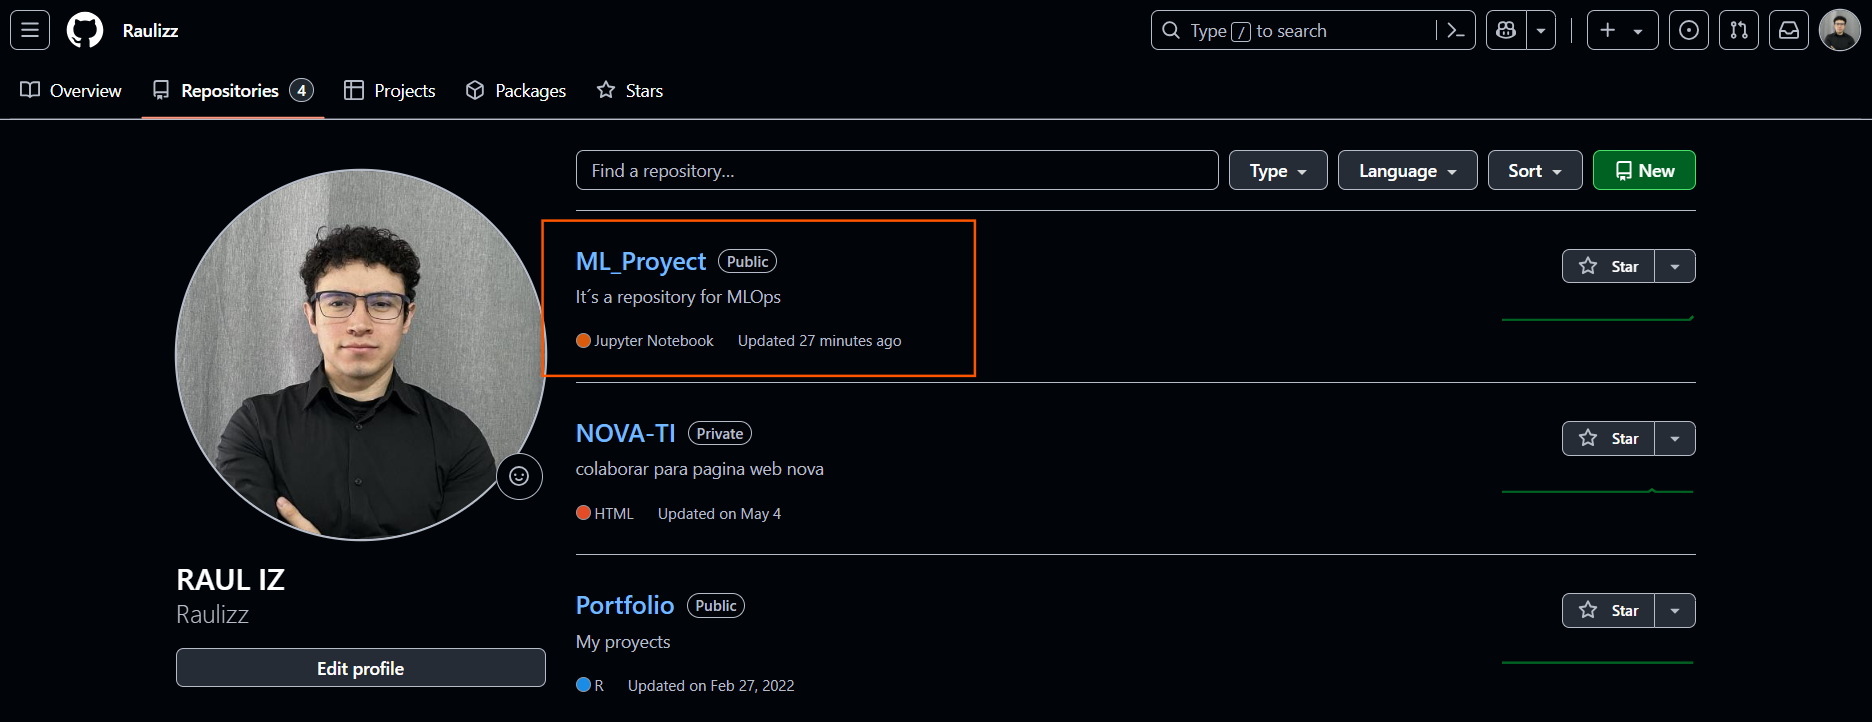 Raulizz
Type / to search
Overview
Repositories 4
Projects
Packages
Stars
Find a repository...
Type
Language
Sort
New
ML_Proyect Public
It´s a repository for MLOps
Jupyter Notebook Updated 27 minutes ago
Star
NOVA-TI Private
colaborar para pagina web nova
HTML Updated on May 4
Star
Portfolio Public
My proyects
R Updated on Feb 27, 2022
Star
RAUL IZ
Raulizz
Edit profile